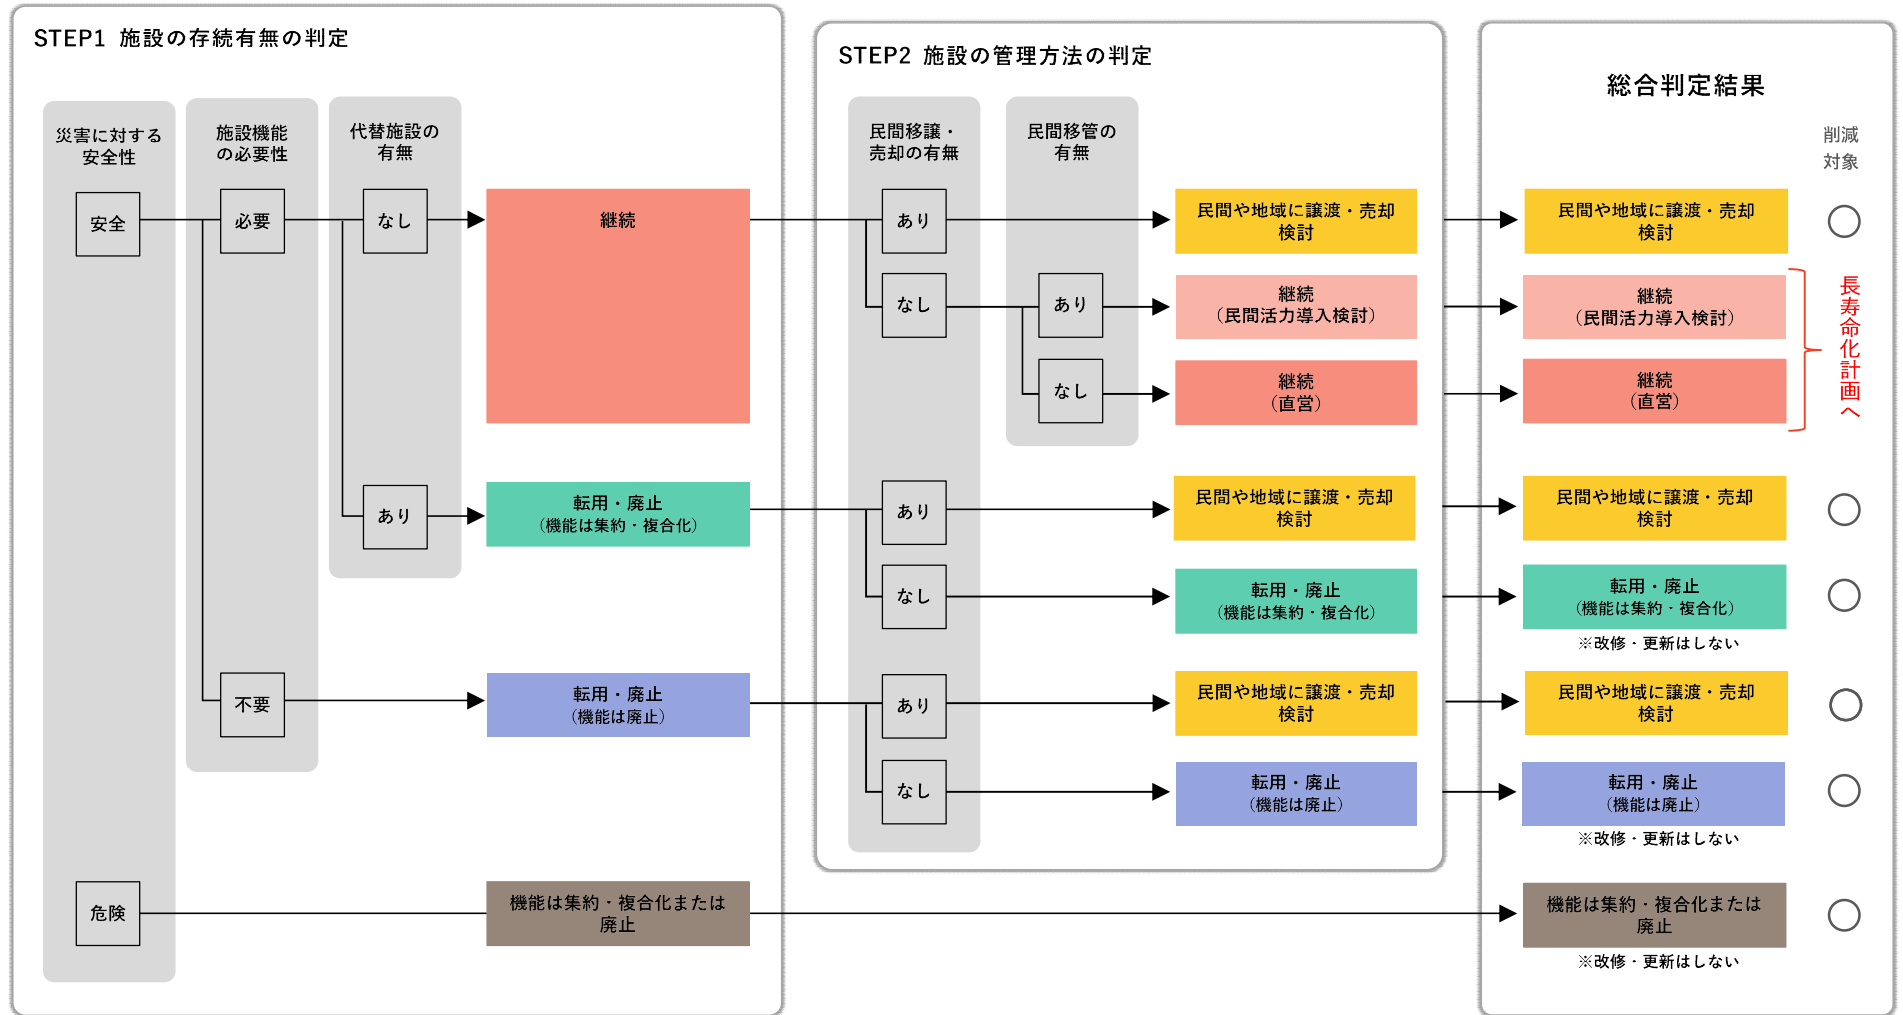 STEP1 施設の存続有無の判定
災害に対する
安全性
施設機能
の必要性
代替施設の
有無
安全
必要
なし
継続
あり
転用・廃止
(機能は集約・複合化)
不要
転用・廃止
(機能は廃止)
危険
機能は集約・複合化または
廃止
STEP2 施設の管理方法の判定
民間移譲・
売却の有無
民間移管の
有無
あり
民間や地域に譲渡・売却
検討
なし
あり
継続
(民間活力導入検討)
なし
継続
(直営)
あり
民間や地域に譲渡・売却
検討
なし
転用・廃止
(機能は集約・複合化)
あり
民間や地域に譲渡・売却
検討
なし
転用・廃止
(機能は廃止)
総合判定結果
削減
対象
民間や地域に譲渡・売却
検討
継続
(民間活力導入検討)
継続
(直営)
長寿命化計画へ
民間や地域に譲渡・売却
検討
転用・廃止
(機能は集約・複合化)
※改修・更新はしない
民間や地域に譲渡・売却
検討
転用・廃止
(機能は廃止)
※改修・更新はしない
機能は集約・複合化または
廃止
※改修・更新はしない